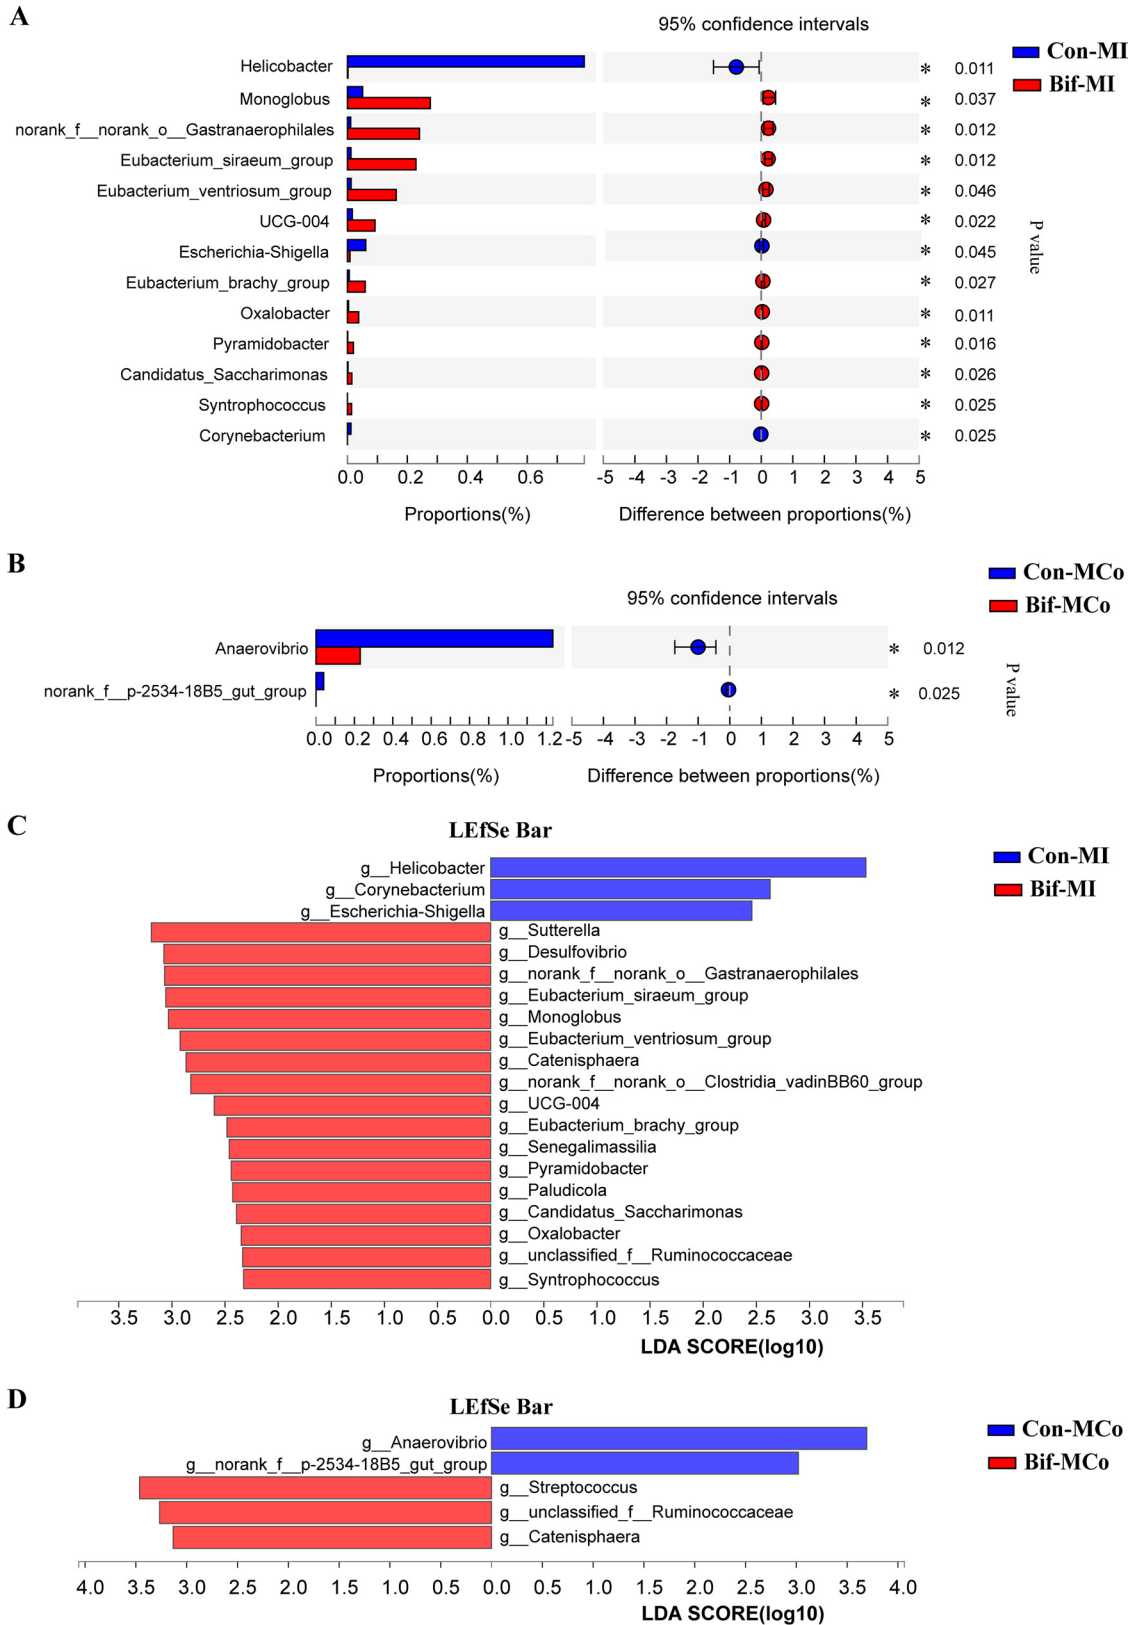 A
95% confidence intervals
Con-MI
Bif-MI
Helicobacter * 0.011
Monoglobus * 0.037
norank_f__norank_o__Gastranaerophilales * 0.012
Eubacterium_siraeum_group * 0.012
Eubacterium_ventriosum_group * 0.046
UCG-004 * 0.022
Escherichia-Shigella * 0.045
Eubacterium_brachy_group * 0.027
Oxalobacter * 0.011
Pyramidobacter * 0.016
Candidatus_Saccharimonas * 0.026
Syntrophococcus * 0.025
Corynebacterium * 0.025
P value
0.0 0.2 0.4 0.6 -5 -4 -3 -2 -1 0 1 2 3 4 5
Proportions(%) Difference between proportions(%)
B
95% confidence intervals
Con-MCo
Bif-MCo
Anaerovibrio * 0.012
norank_f__p-2534-18B5_gut_group * 0.025
P value
0.0 0.2 0.4 0.6 0.8 1.0 1.2 -5 -4 -3 -2 -1 0 1 2 3 4 5
Proportions(%) Difference between proportions(%)
C
LEfSe Bar
Con-MI
Bif-MI
g__Helicobacter
g__Corynebacterium
g__Escherichia-Shigella
g__Sutterella
g__Desulfovibrio
g__norank_f__norank_o__Gastranaerophilales
g__Eubacterium_siraeum_group
g__Monoglobus
g__Eubacterium_ventriosum_group
g__Catenisphaera
g__norank_f__norank_o__Clostridia_vadinBB60_group
g__UCG-004
g__Eubacterium_brachy_group
g__Senegalimassilia
g__Pyramidobacter
g__Paludicola
g__Candidatus_Saccharimonas
g__Oxalobacter
g__unclassified_f__Ruminococcaceae
g__Syntrophococcus
3.5 3.0 2.5 2.0 1.5 1.0 0.5 0.0 0.5 1.0 1.5 2.0 2.5 3.0 3.5
LDA SCORE(log10)
D
LEfSe Bar
Con-MCo
Bif-MCo
g__Anaerovibrio
g__norank_f__p-2534-18B5_gut_group
g__Streptococcus
g__unclassified_f__Ruminococcaceae
g__Catenisphaera
4.0 3.5 3.0 2.5 2.0 1.5 1.0 0.5 0.0 0.5 1.0 1.5 2.0 2.5 3.0 3.5 4.0
LDA SCORE(log10)